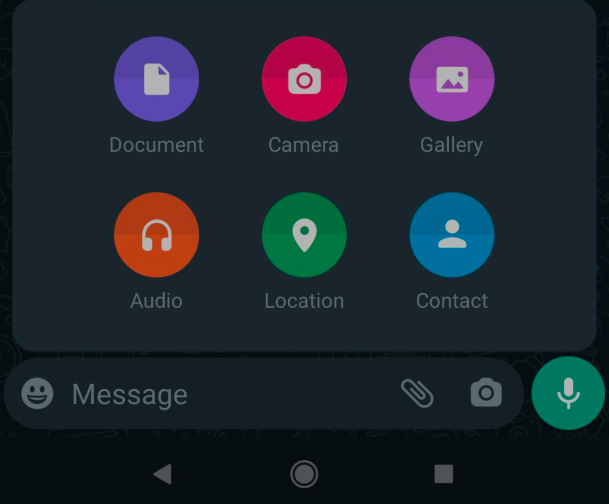 Document Camera Gallery
Audio Location Contact
Message